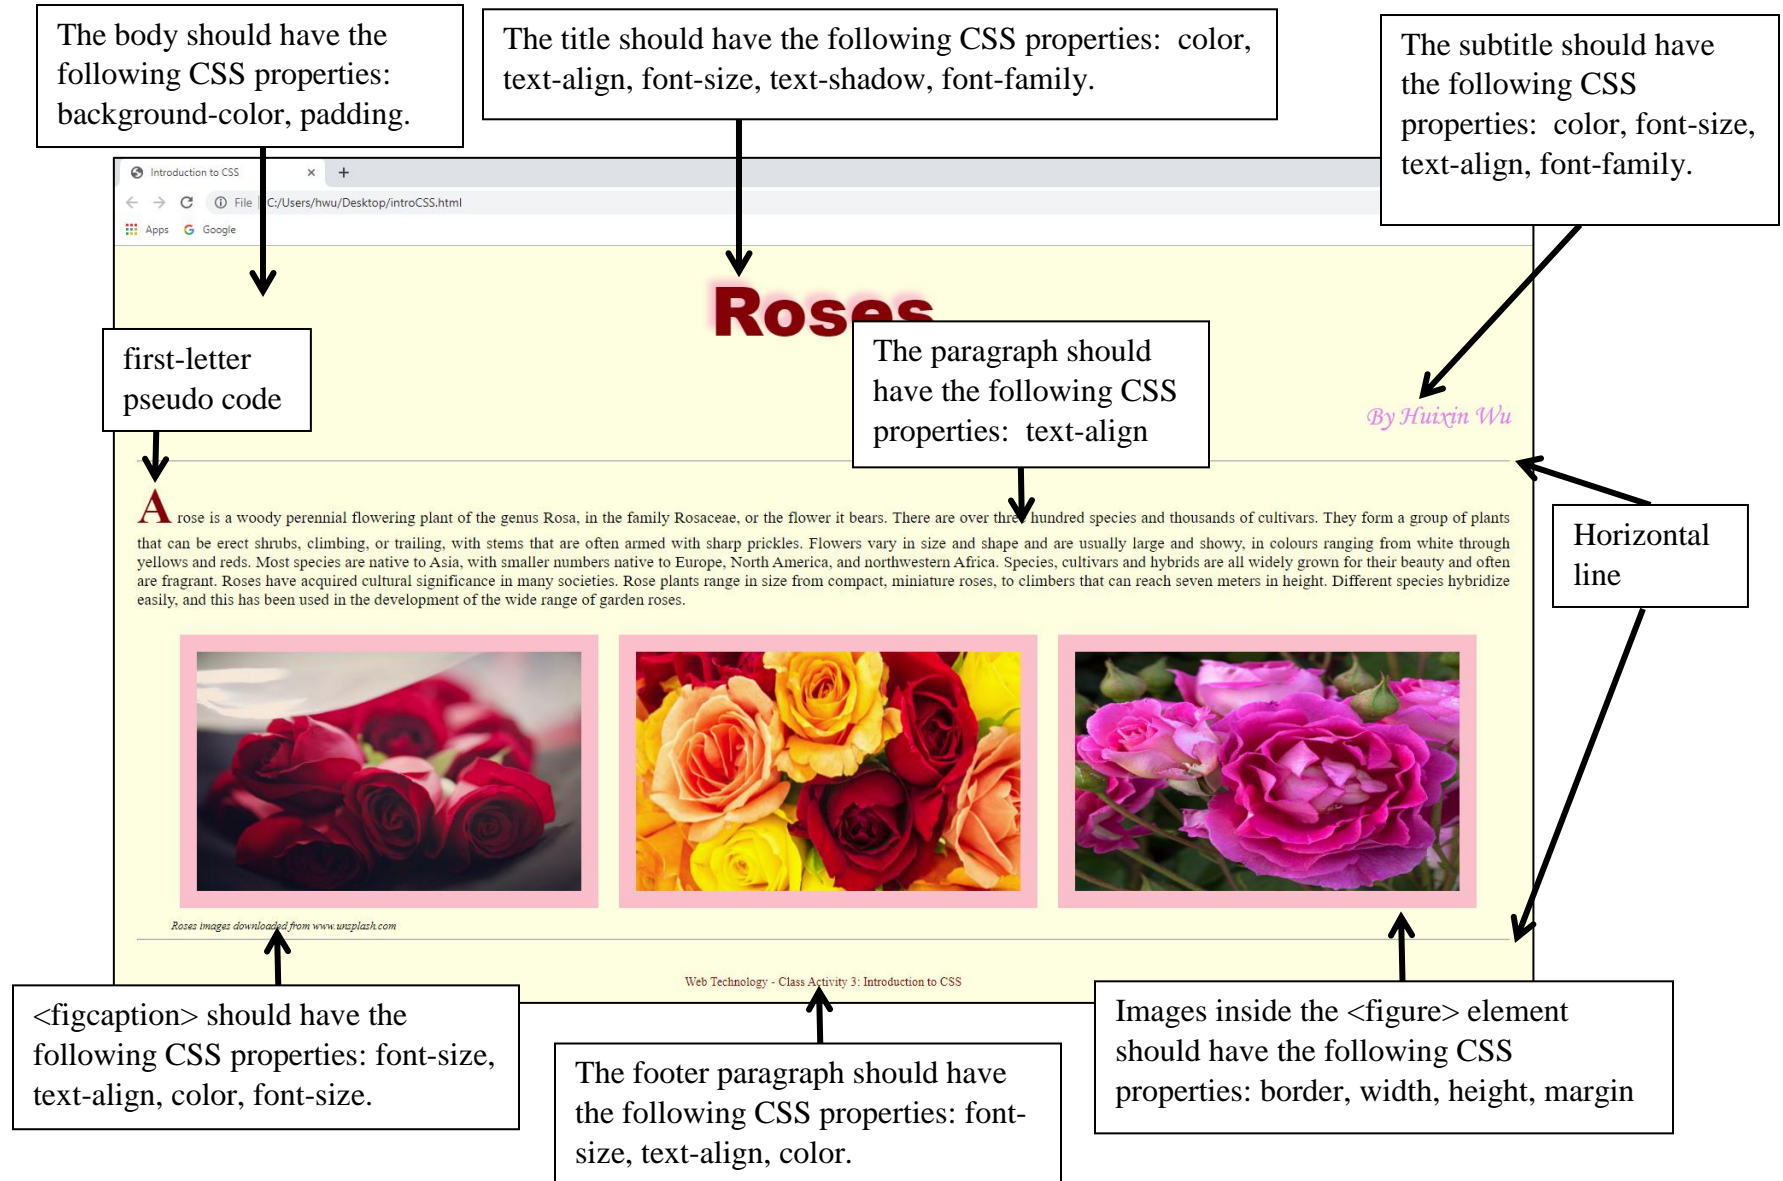 The body should have the
following CSS properties:
background-color, padding.
The title should have the following CSS properties:  color,
text-align, font-size, text-shadow, font-family.
The subtitle should have
the following CSS
properties:  color, font-size,
text-align, font-family.
Introduction to CSS
File | C:/Users/hwu/Desktop/introCSS.html
Apps Google
Roses
first-letter
pseudo code
The paragraph should
have the following CSS
properties:  text-align
By Huixin Wu
A rose is a woody perennial flowering plant of the genus Rosa, in the family Rosaceae, or the flower it bears. There are over three hundred species and thousands of cultivars. They form a group of plants
that can be erect shrubs, climbing, or trailing, with stems that are often armed with sharp prickles. Flowers vary in size and shape and are usually large and showy, in colours ranging from white through
yellows and reds. Most species are native to Asia, with smaller numbers native to Europe, North America, and northwestern Africa. Species, cultivars and hybrids are all widely grown for their beauty and often
are fragrant. Roses have acquired cultural significance in many societies. Rose plants range in size from compact, miniature roses, to climbers that can reach seven meters in height. Different species hybridize
easily, and this has been used in the development of the wide range of garden roses.
Horizontal
line
Roses images downloaded from www.unsplash.com
Web Technology - Class Activity 3: Introduction to CSS
<figcaption> should have the
following CSS properties: font-size,
text-align, color, font-size.
The footer paragraph should have
the following CSS properties: font-
size, text-align, color.
Images inside the <figure> element
should have the following CSS
properties: border, width, height, margin